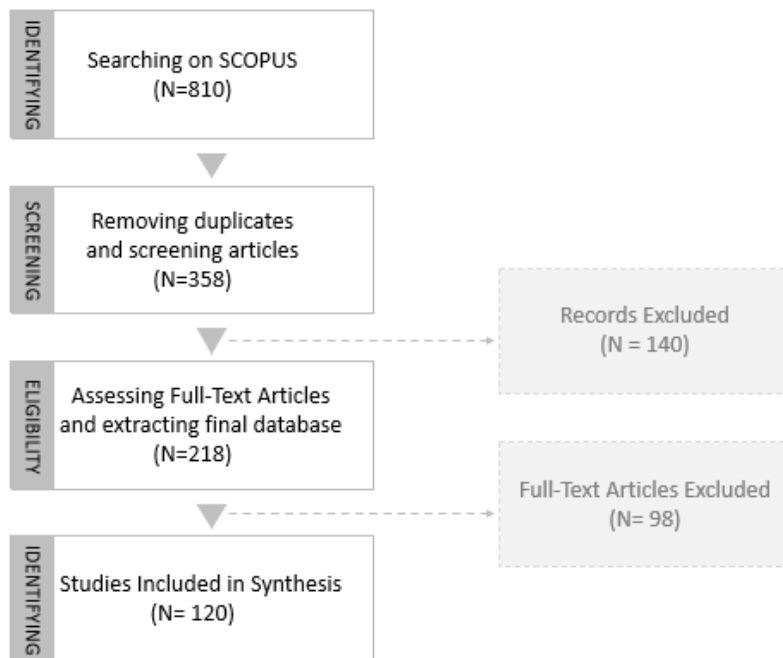 IDENTIFYING
Searching on SCOPUS
(N=810)
SCREENING
Removing duplicates
and screening articles
(N=358)
Records Excluded
(N = 140)
ELIGIBILITY
Assessing Full-Text Articles
and extracting final database
(N=218)
Full-Text Articles Excluded
(N= 98)
IDENTIFYING
Studies Included in Synthesis
(N= 120)